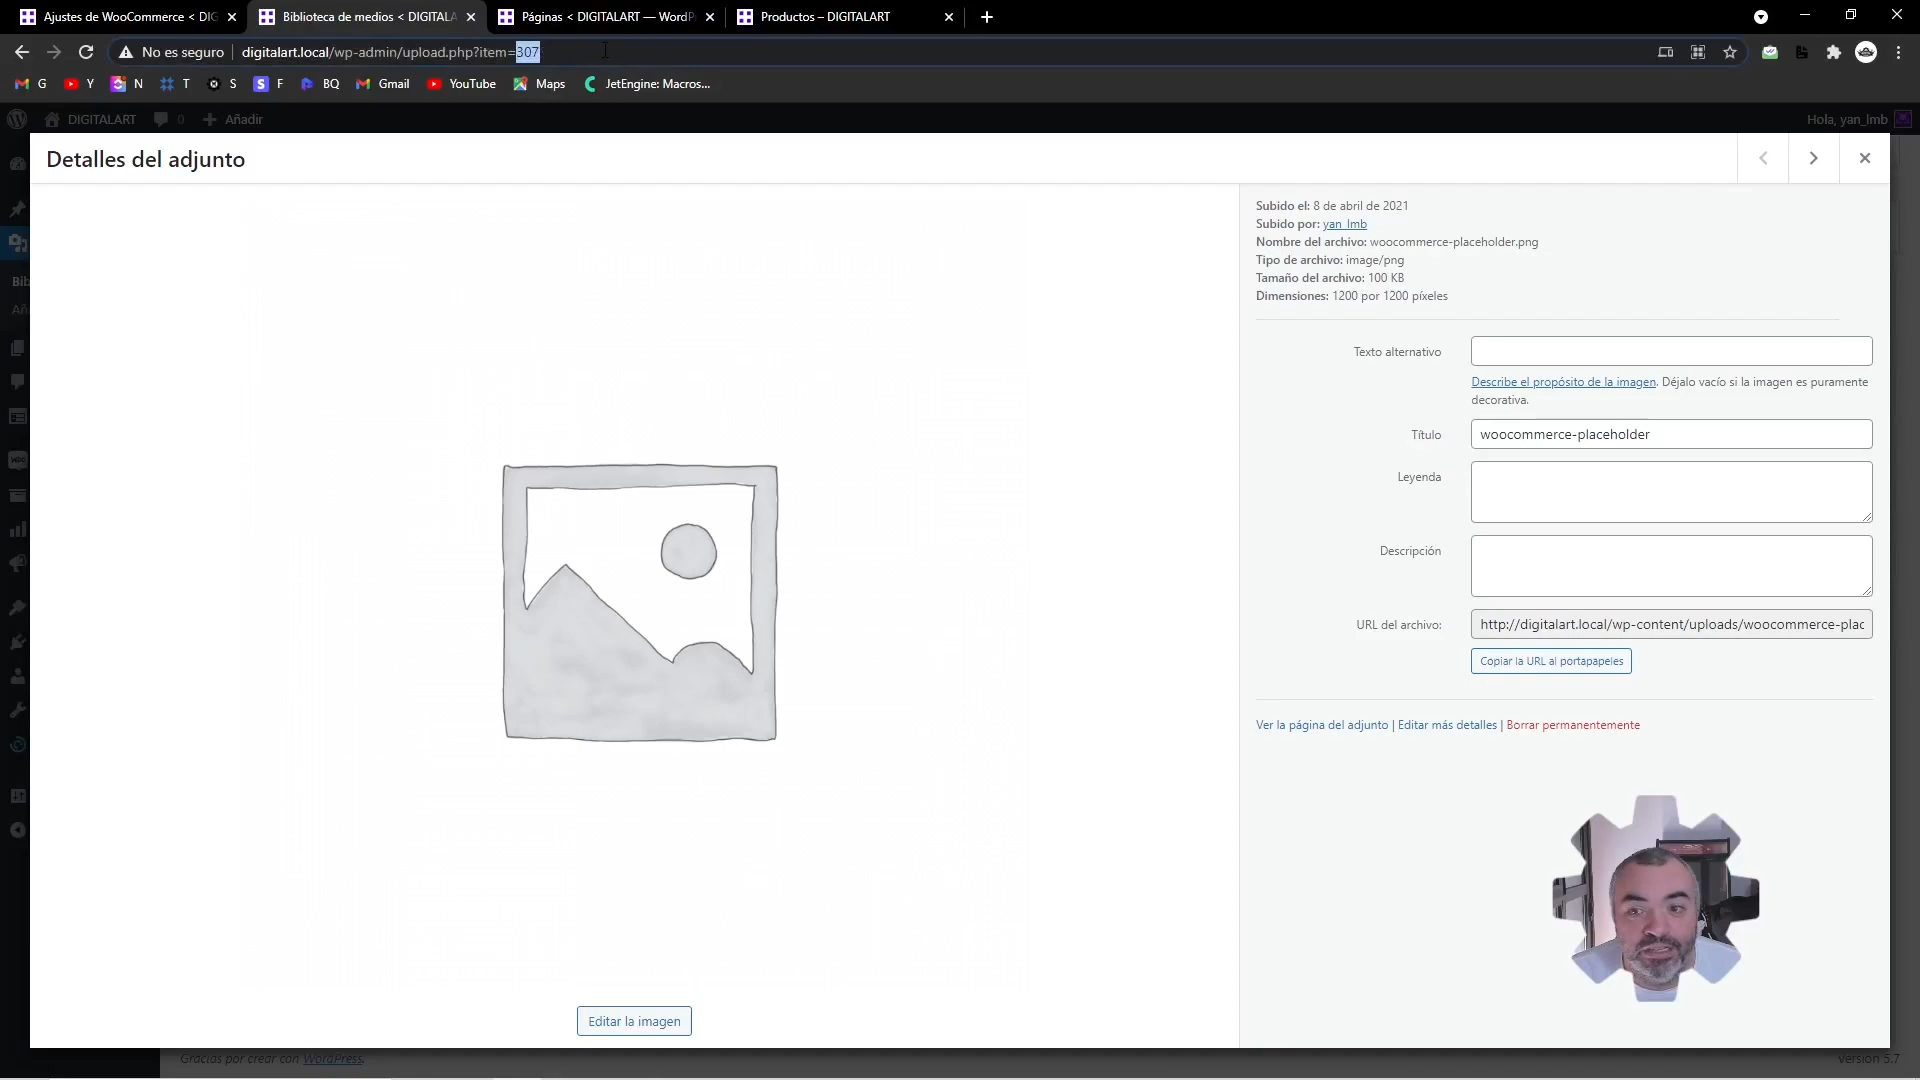 Ajustes de WooCommerce < DIG
Biblioteca de medios < DIGITALA
Páginas < DIGITALART — WordPr
Productos – DIGITALART
No es seguro
digitalart.local/wp-admin/upload.php?item=307
G
Y
N
T
S
F
BQ
Gmail
YouTube
Maps
JetEngine: Macros...
DIGITALART
0
Añadir
Hola, yan_lmb
Detalles del adjunto
Bib
Aña
Subido el: 8 de abril de 2021
Subido por: yan_lmb
Nombre del archivo: woocommerce-placeholder.png
Tipo de archivo: image/png
Tamaño del archivo: 100 KB
Dimensiones: 1200 por 1200 píxeles
Texto alternativo
Describe el propósito de la imagen. Déjalo vacío si la imagen es puramente
decorativa.
Título
woocommerce-placeholder
Leyenda
Descripción
URL del archivo:
http://digitalart.local/wp-content/uploads/woocommerce-plac
Copiar la URL al portapapeles
Ver la página del adjunto | Editar más detalles | Borrar permanentemente
Editar la imagen
Gracias por crear con WordPress.
Versión 5.7